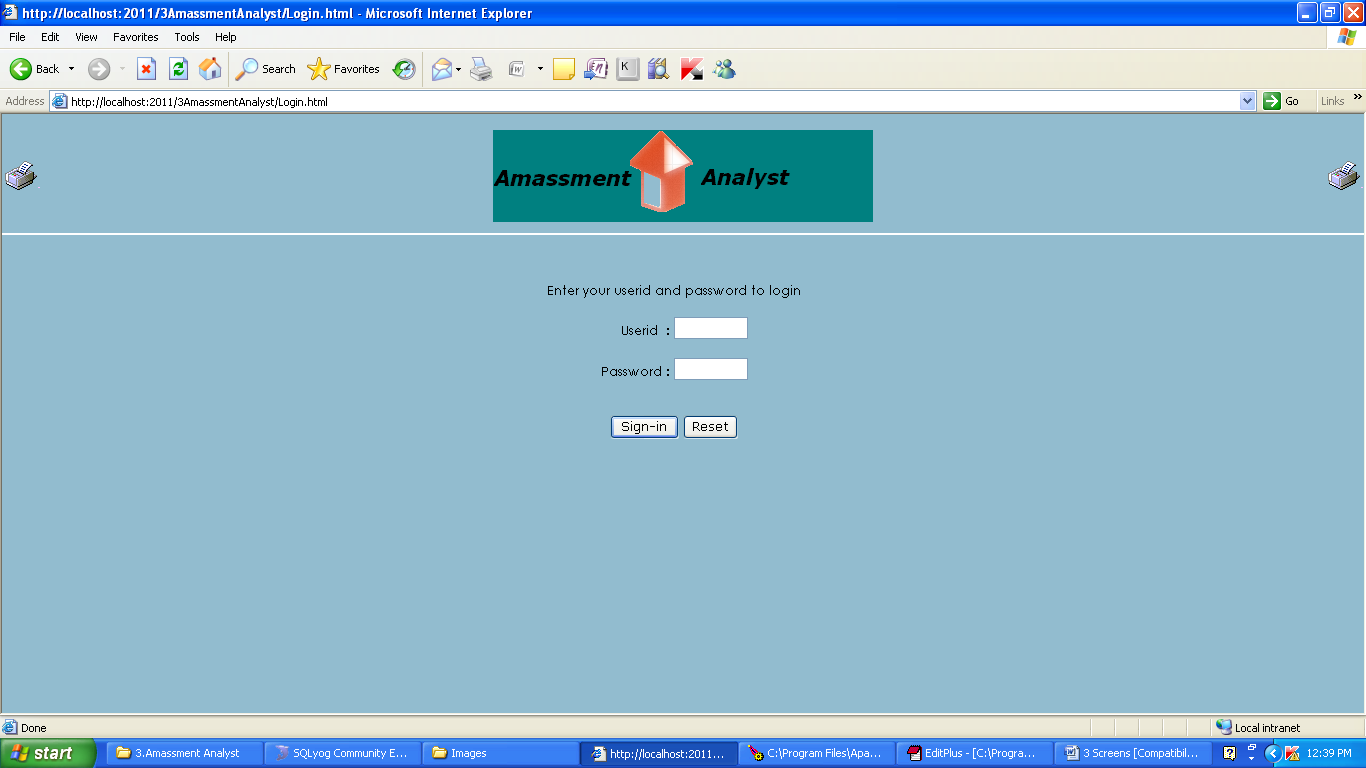 http://localhost:2011/3AmassmentAnalyst/Login.html - Microsoft Internet Explorer
File Edit View Favorites Tools Help
Back Search Favorites W K
Address http://localhost:2011/3AmassmentAnalyst/Login.html Go Links »
Amassment Analyst
Enter your userid and password to login
Userid :
Password :
Sign-in Reset
Done Local intranet
start 3.Amassment Analyst SQLyog Community E... Images http://localhost:2011... C:\Program Files\Apa... EditPlus - [C:\Progra... 3 Screens [Compatibil... 12:39 PM